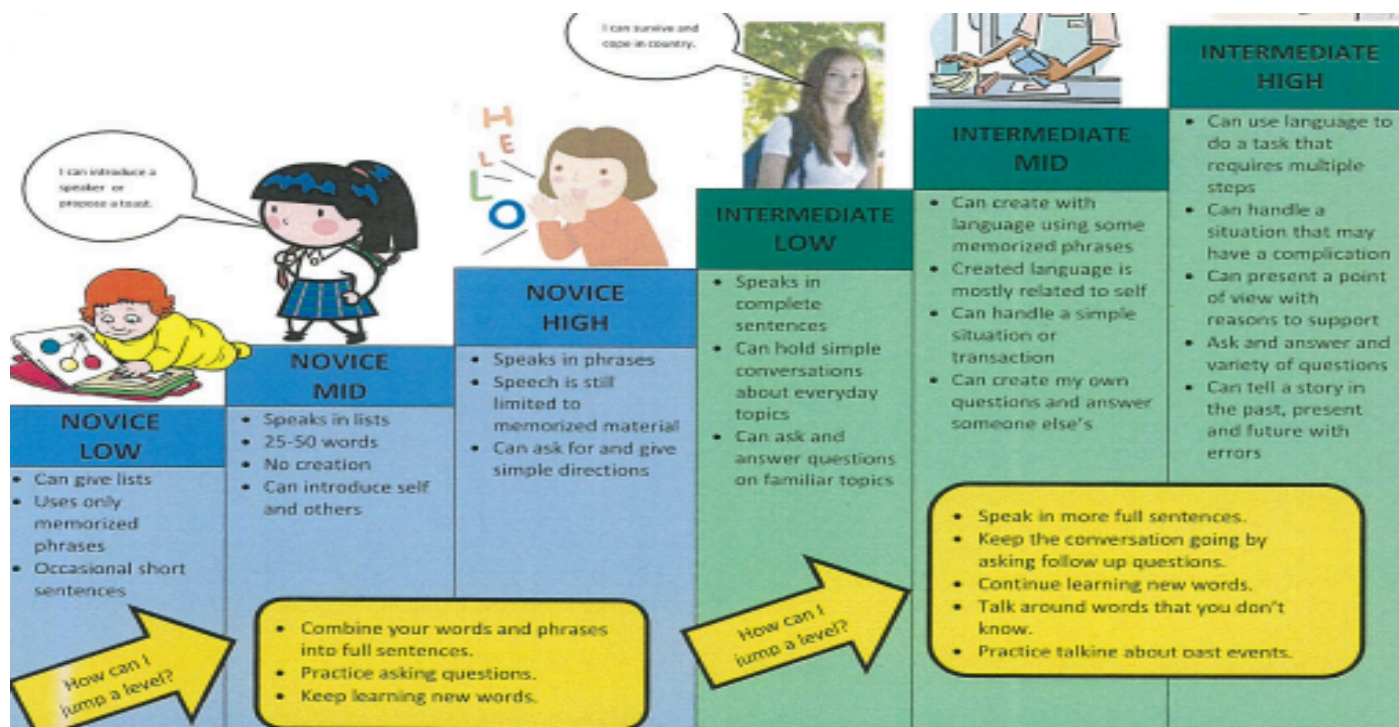 I can introduce a
speaker or
propose a toast.
H
E
L
L
O
I can survive and
cope in country.
NOVICE
LOW
• Can give lists
• Uses only
memorized
phrases
• Occasional short
sentences
NOVICE
MID
• Speaks in lists
• 25-50 words
• No creation
• Can introduce self
and others
NOVICE
HIGH
• Speaks in phrases
• Speech is still
limited to
memorized material
• Can ask for and give
simple directions
INTERMEDIATE
LOW
• Speaks in
complete
sentences
• Can hold simple
conversations
about everyday
topics
• Can ask and
answer questions
on familiar topics
INTERMEDIATE
MID
• Can create with
language using some
memorized phrases
• Created language is
mostly related to self
• Can handle a simple
situation or
transaction
• Can create my own
questions and answer
someone else's
INTERMEDIATE
HIGH
• Can use language to
do a task that
requires multiple
steps
• Can handle a
situation that may
have a complication
• Can present a point
of view with
reasons to support
• Ask and answer and
variety of questions
• Can tell a story in
the past, present
and future with
errors
How can I
jump a level?
• Combine your words and phrases
into full sentences.
• Practice asking questions.
• Keep learning new words.
How can I
jump a level?
• Speak in more full sentences.
• Keep the conversation going by
asking follow up questions.
• Continue learning new words.
• Talk around words that you don't
know.
• Practice talking about past events.